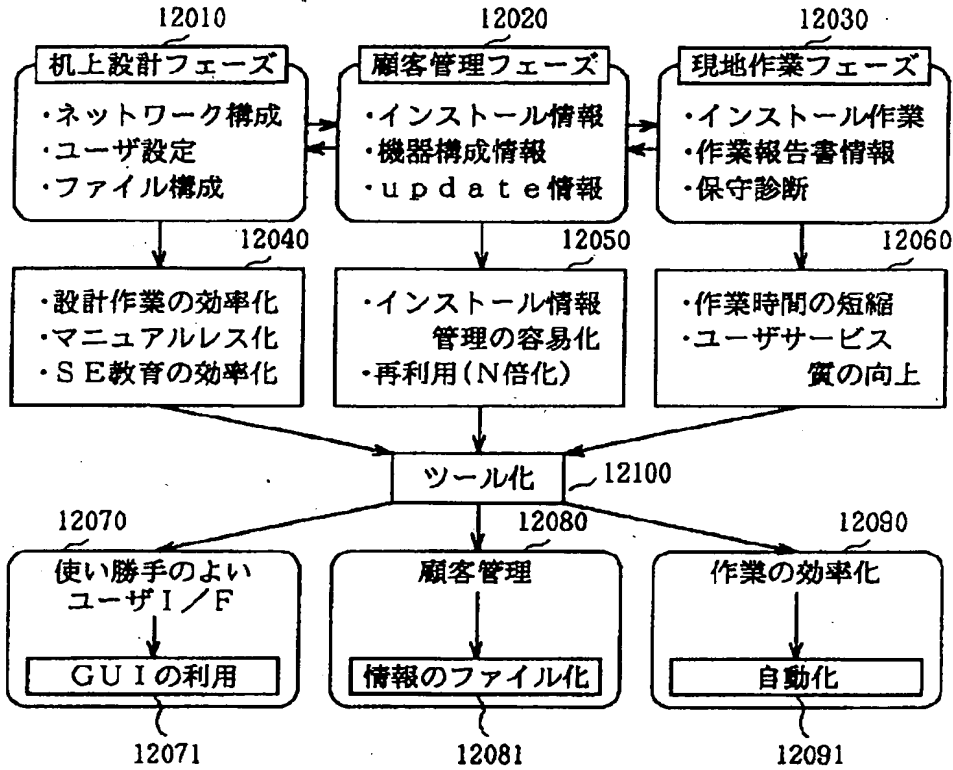 12010
12020
12030
机上設計フェーズ
顧客管理フェーズ
現地作業フェーズ
・ネットワーク構成
・ユーザ設定
・ファイル構成
・インストール情報
・機器構成情報
・update情報
・インストール作業
・作業報告書情報
・保守診断
12040
12050
12060
・設計作業の効率化
・マニュアルレス化
・SE教育の効率化
・インストール情報
管理の容易化
・再利用(N倍化)
・作業時間の短縮
・ユーザサービス
質の向上
ツール化
12100
12070
12080
12090
使い勝手のよい
ユーザI/F
GUIの利用
顧客管理
情報のファイル化
作業の効率化
自動化
12071
12081
12091